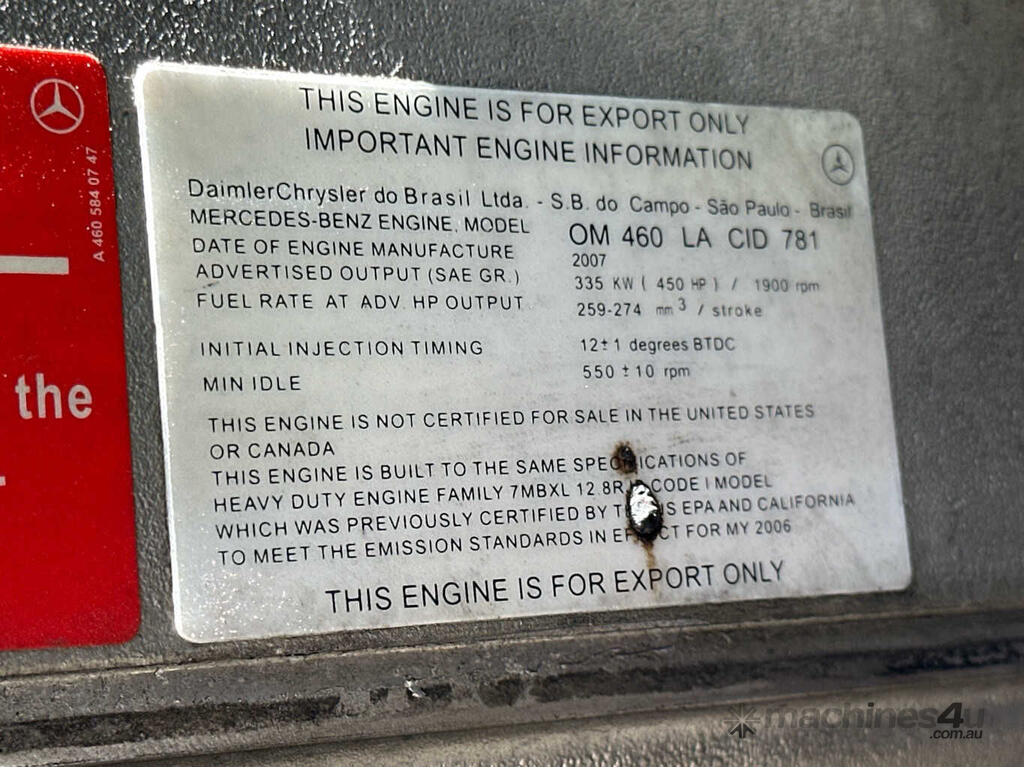 A 460 584 07 47
the
THIS ENGINE IS FOR EXPORT ONLY
IMPORTANT ENGINE INFORMATION
DaimlerChrysler do Brasil Ltda. - S.B. do Campo - São Paulo - Brasil
MERCEDES-BENZ ENGINE, MODEL OM 460 LA CID 781
DATE OF ENGINE MANUFACTURE 2007
ADVERTISED OUTPUT (SAE GR.) 335 KW ( 450 HP ) / 1900 rpm
FUEL RATE AT ADV. HP OUTPUT 259-274 mm3 / stroke
INITIAL INJECTION TIMING 12±1 degrees BTDC
MIN IDLE 550 ±10 rpm
THIS ENGINE IS NOT CERTIFIED FOR SALE IN THE UNITED STATES
OR CANADA
THIS ENGINE IS BUILT TO THE SAME SPECIFICATIONS OF
HEAVY DUTY ENGINE FAMILY 7MBXL 12.8R CODE I MODEL
WHICH WAS PREVIOUSLY CERTIFIED BY EPA AND CALIFORNIA
TO MEET THE EMISSION STANDARDS IN EFFECT FOR MY 2006
THIS ENGINE IS FOR EXPORT ONLY
machines4u
.com.au